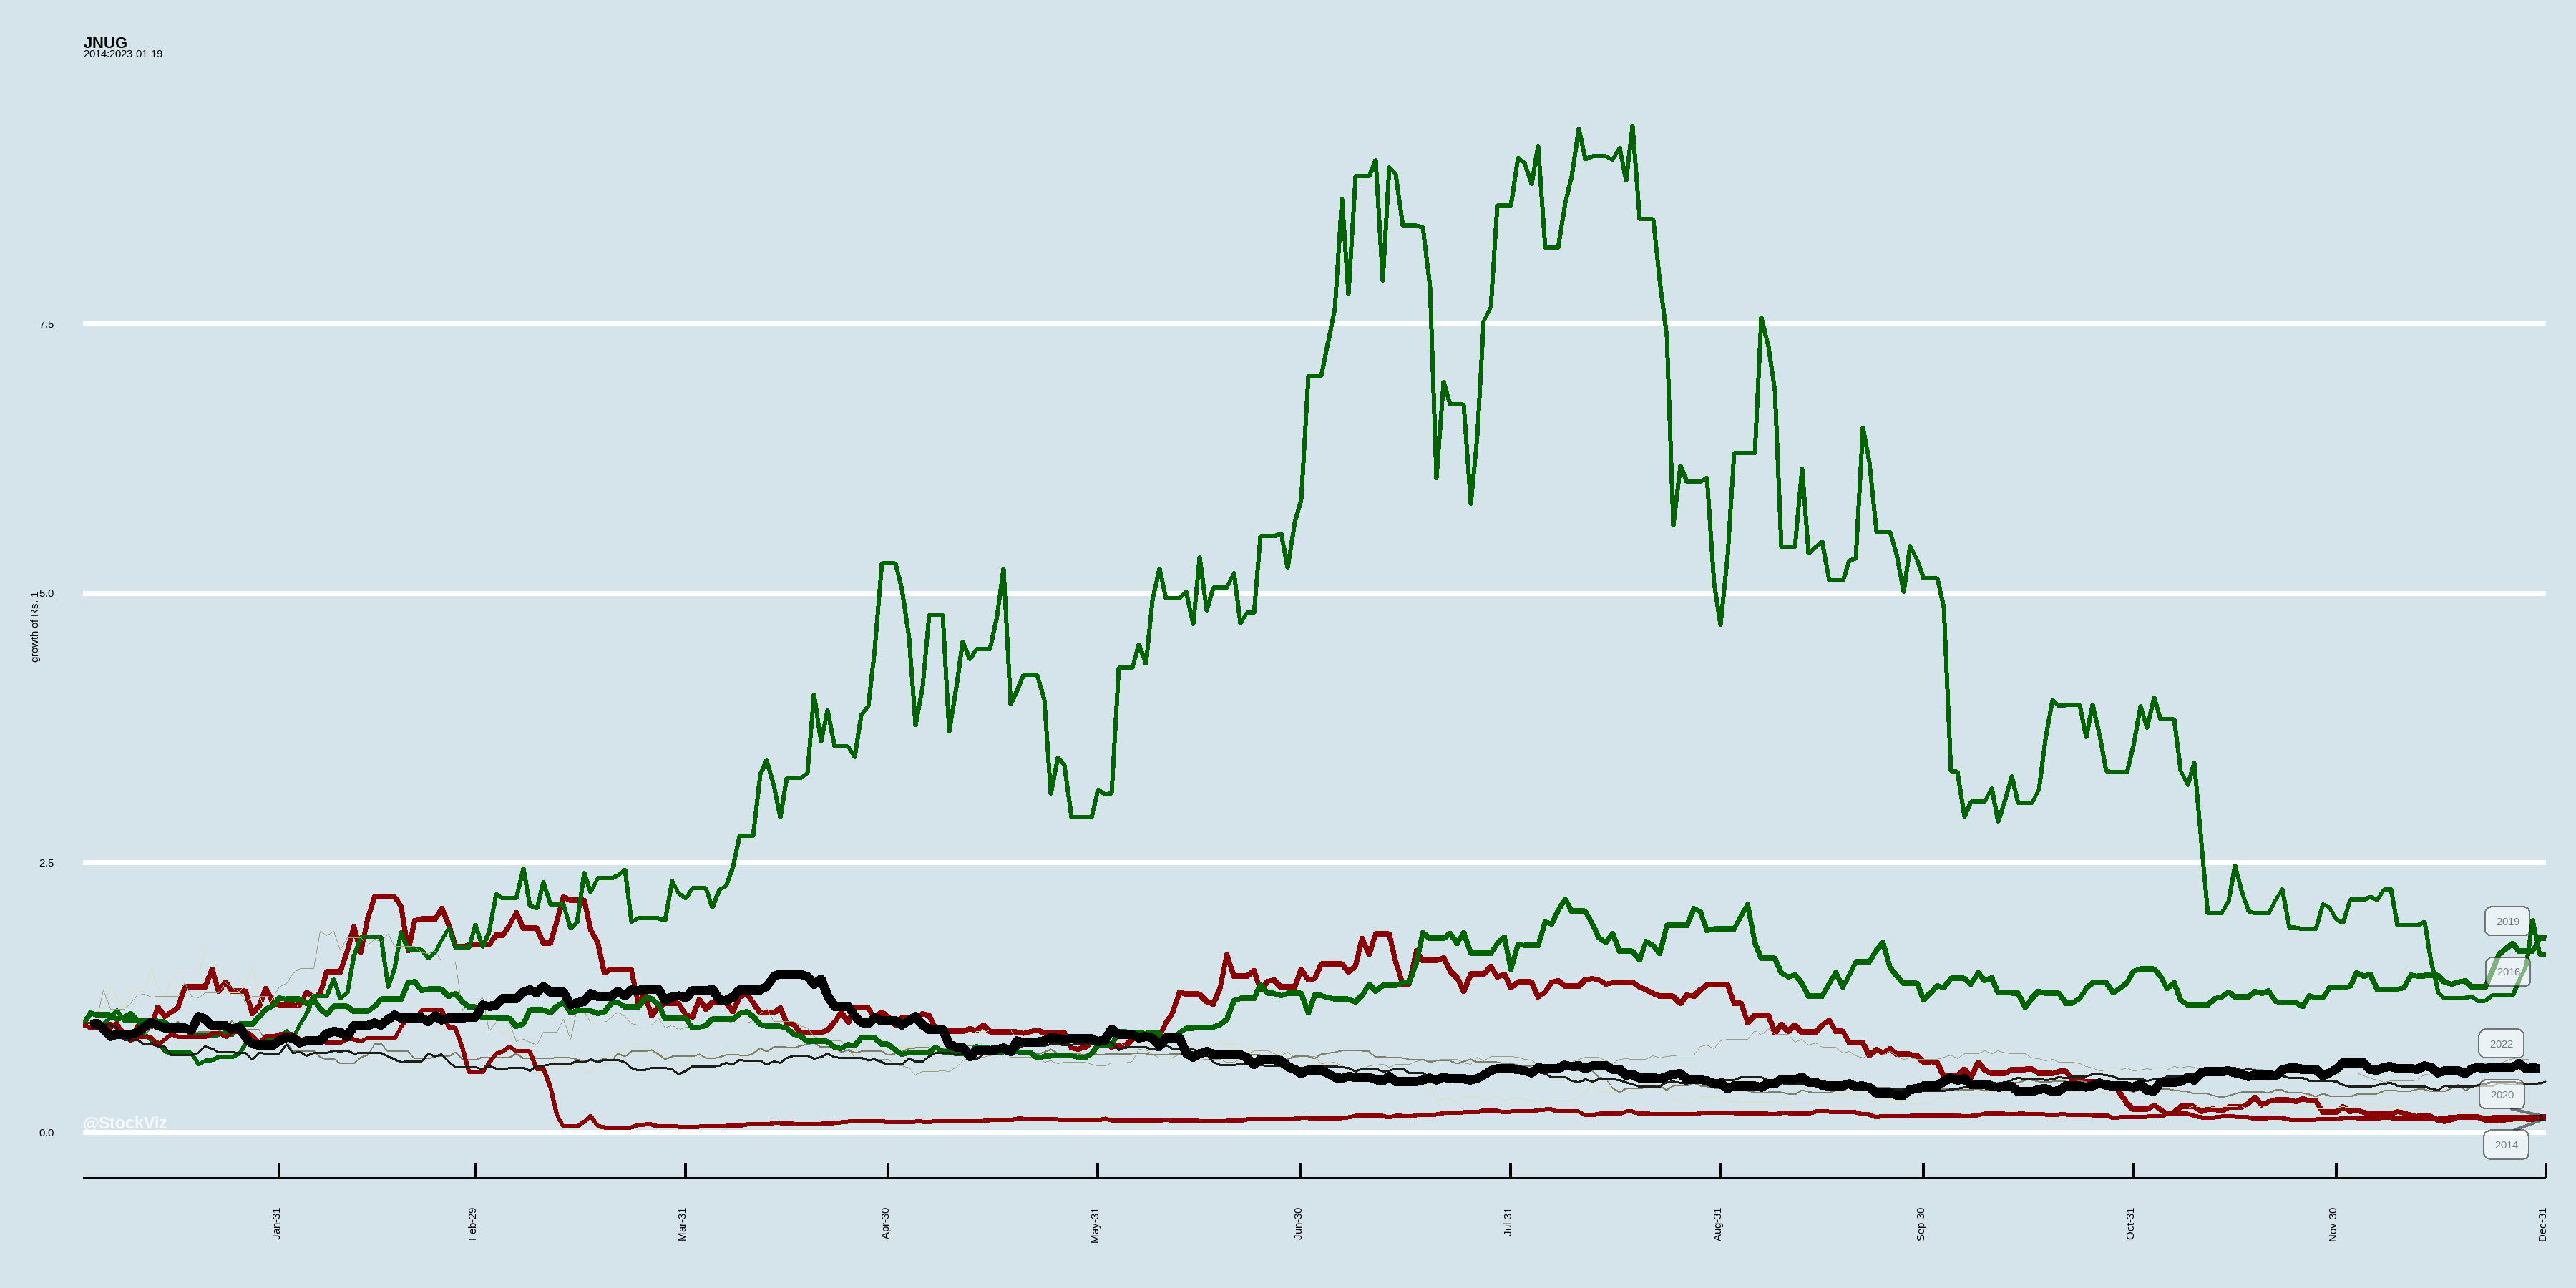 JNUG
2014:2023-01-19
7.5
5.0
2.5
0.0
growth of Rs. 1
2019
2016
2022
2020
2014
@StockViz
Jan-31
Feb-29
Mar-31
Apr-30
May-31
Jun-30
Jul-31
Aug-31
Sep-30
Oct-31
Nov-30
Dec-31